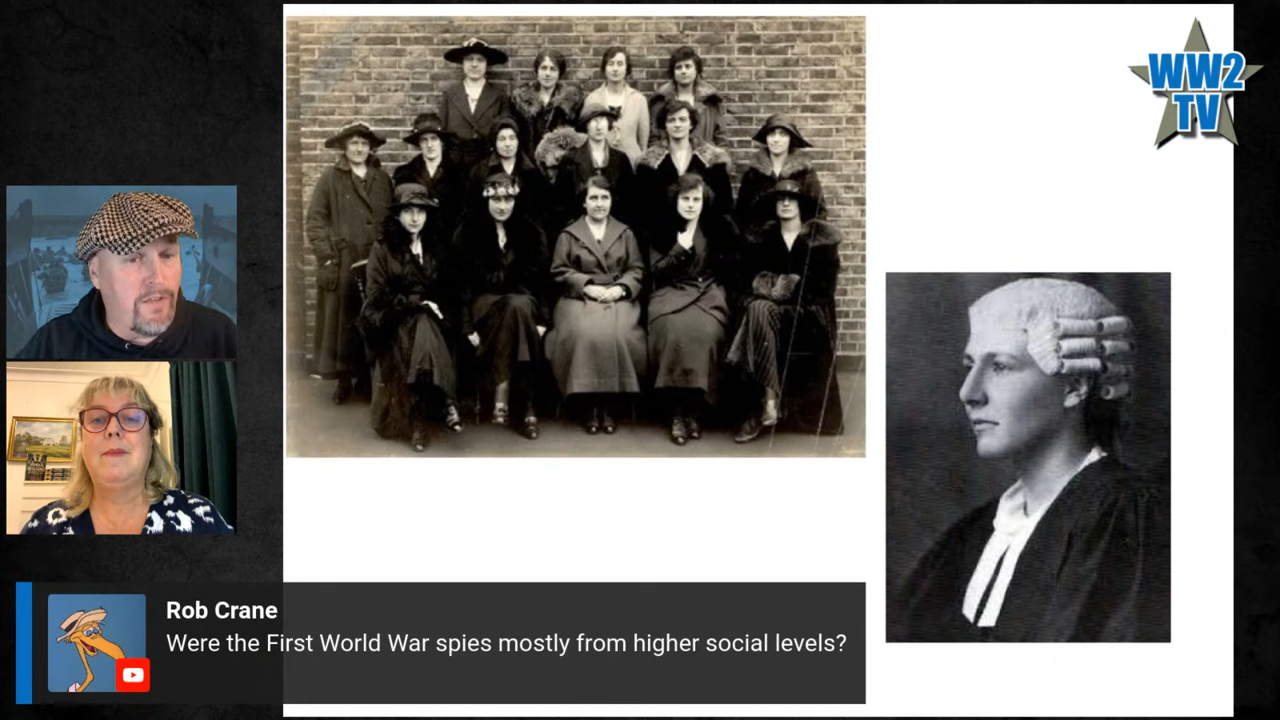 WW2
TV
Rob Crane
Were the First World War spies mostly from higher social levels?